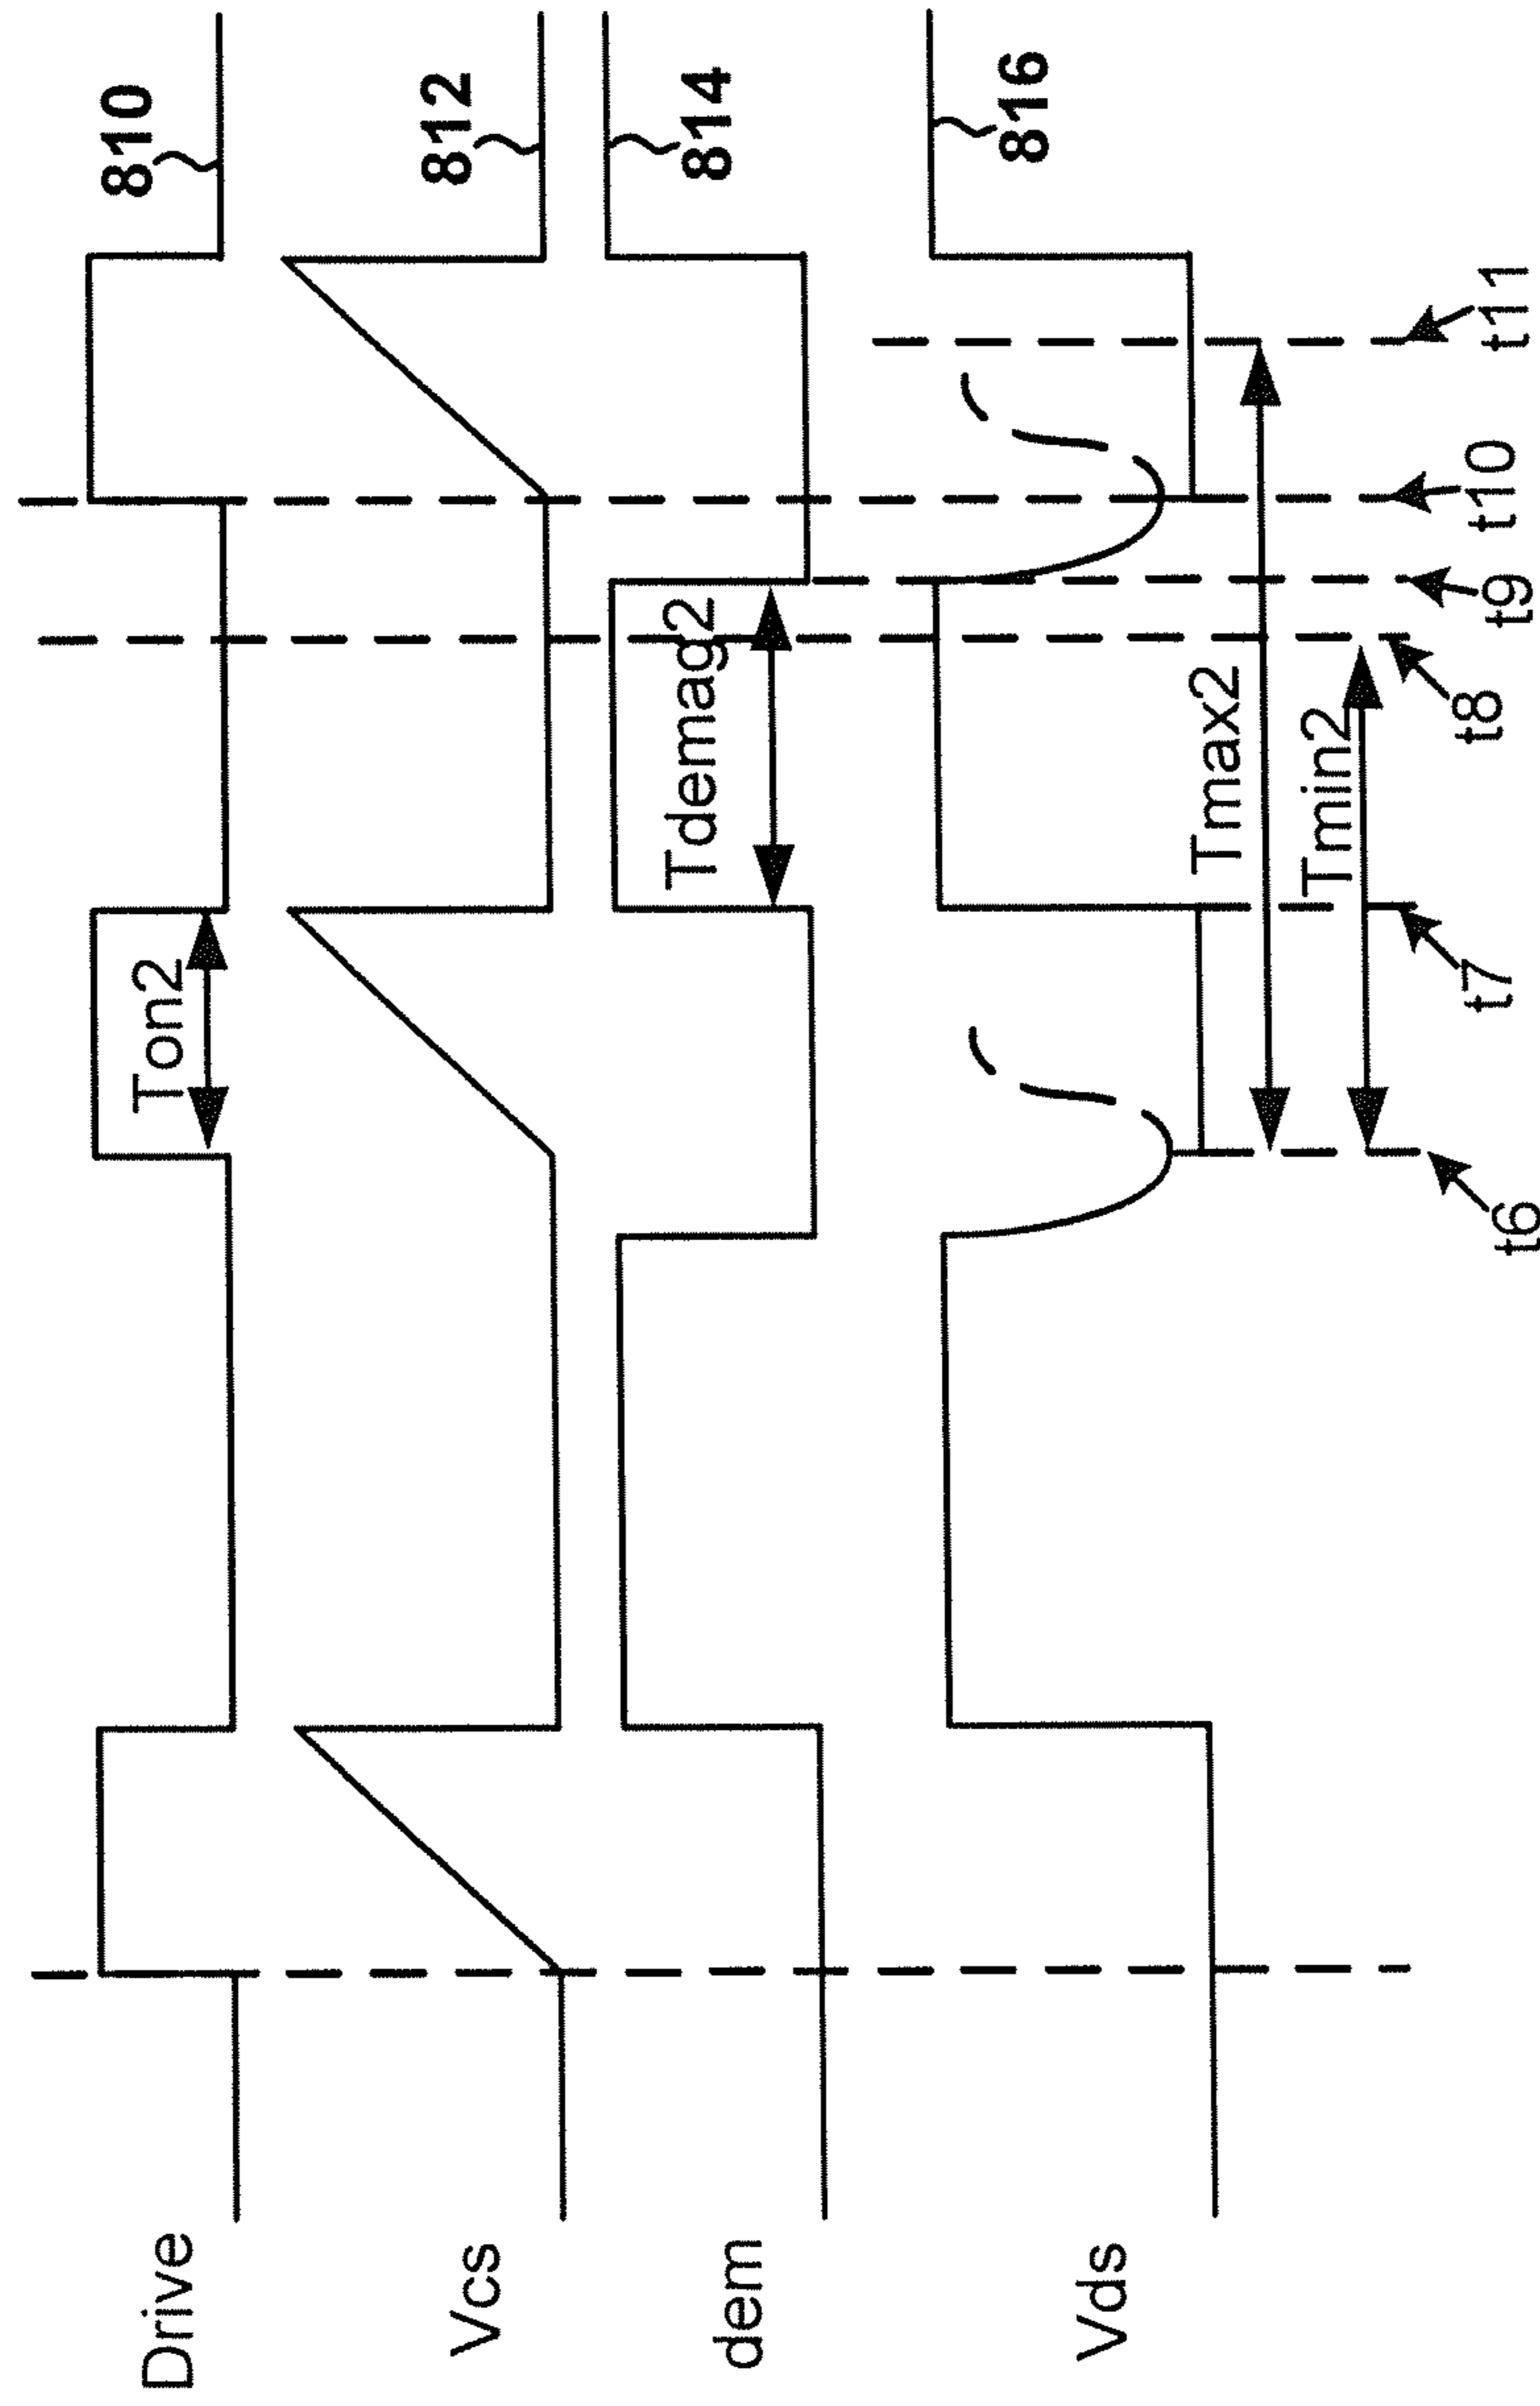 Drive
Ton2
810
Vcs
812
dem
Tdemag2
814
Vds
816
Tmax2
Tmin2
t6
t7
t8
t9
t10
t11